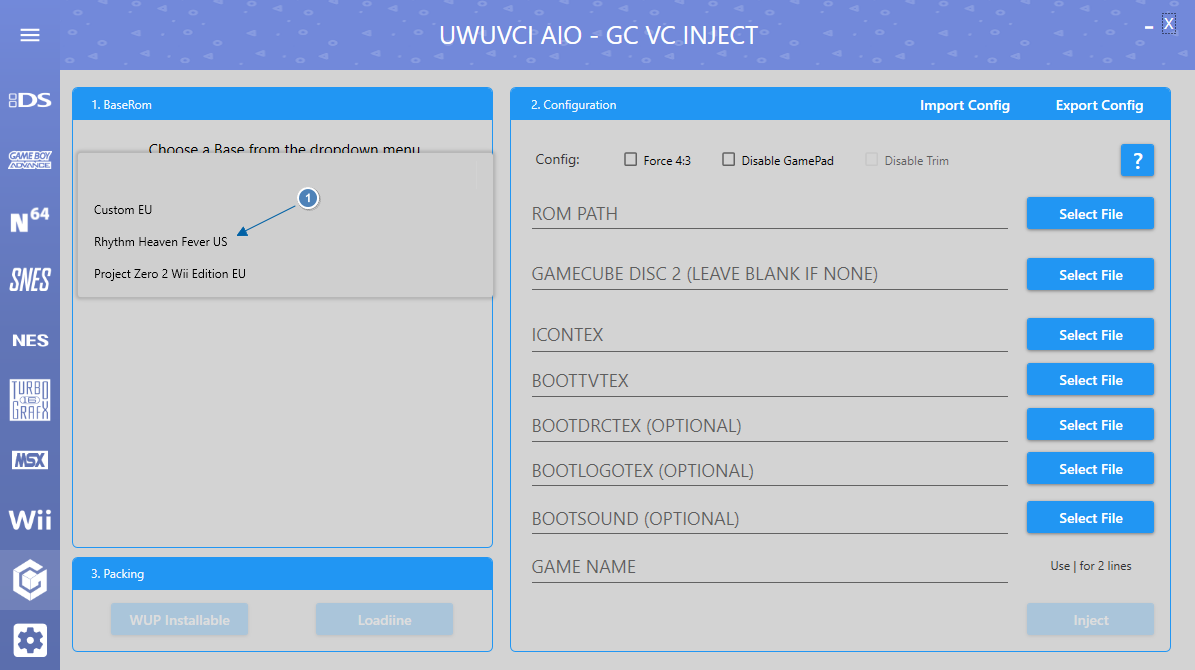 UWUVCI AIO - GC VC INJECT
X
DS
GAME BOY
ADVANCE
N64
SNES
NES
TURBO
16
GRAFX
MSX
Wii
1. BaseRom
Choose a Base from the dropdown menu
Custom EU
1
Rhythm Heaven Fever US
Project Zero 2 Wii Edition EU
3. Packing
WUP Installable
Loadiine
2. Configuration
Import Config
Export Config
Config:
Force 4:3
Disable GamePad
Disable Trim
?
ROM PATH
Select File
GAMECUBE DISC 2 (LEAVE BLANK IF NONE)
Select File
ICONTEX
Select File
BOOTTVTEX
Select File
BOOTDRCTEX (OPTIONAL)
Select File
BOOTLOGOTEX (OPTIONAL)
Select File
BOOTSOUND (OPTIONAL)
Select File
GAME NAME
Use | for 2 lines
Inject